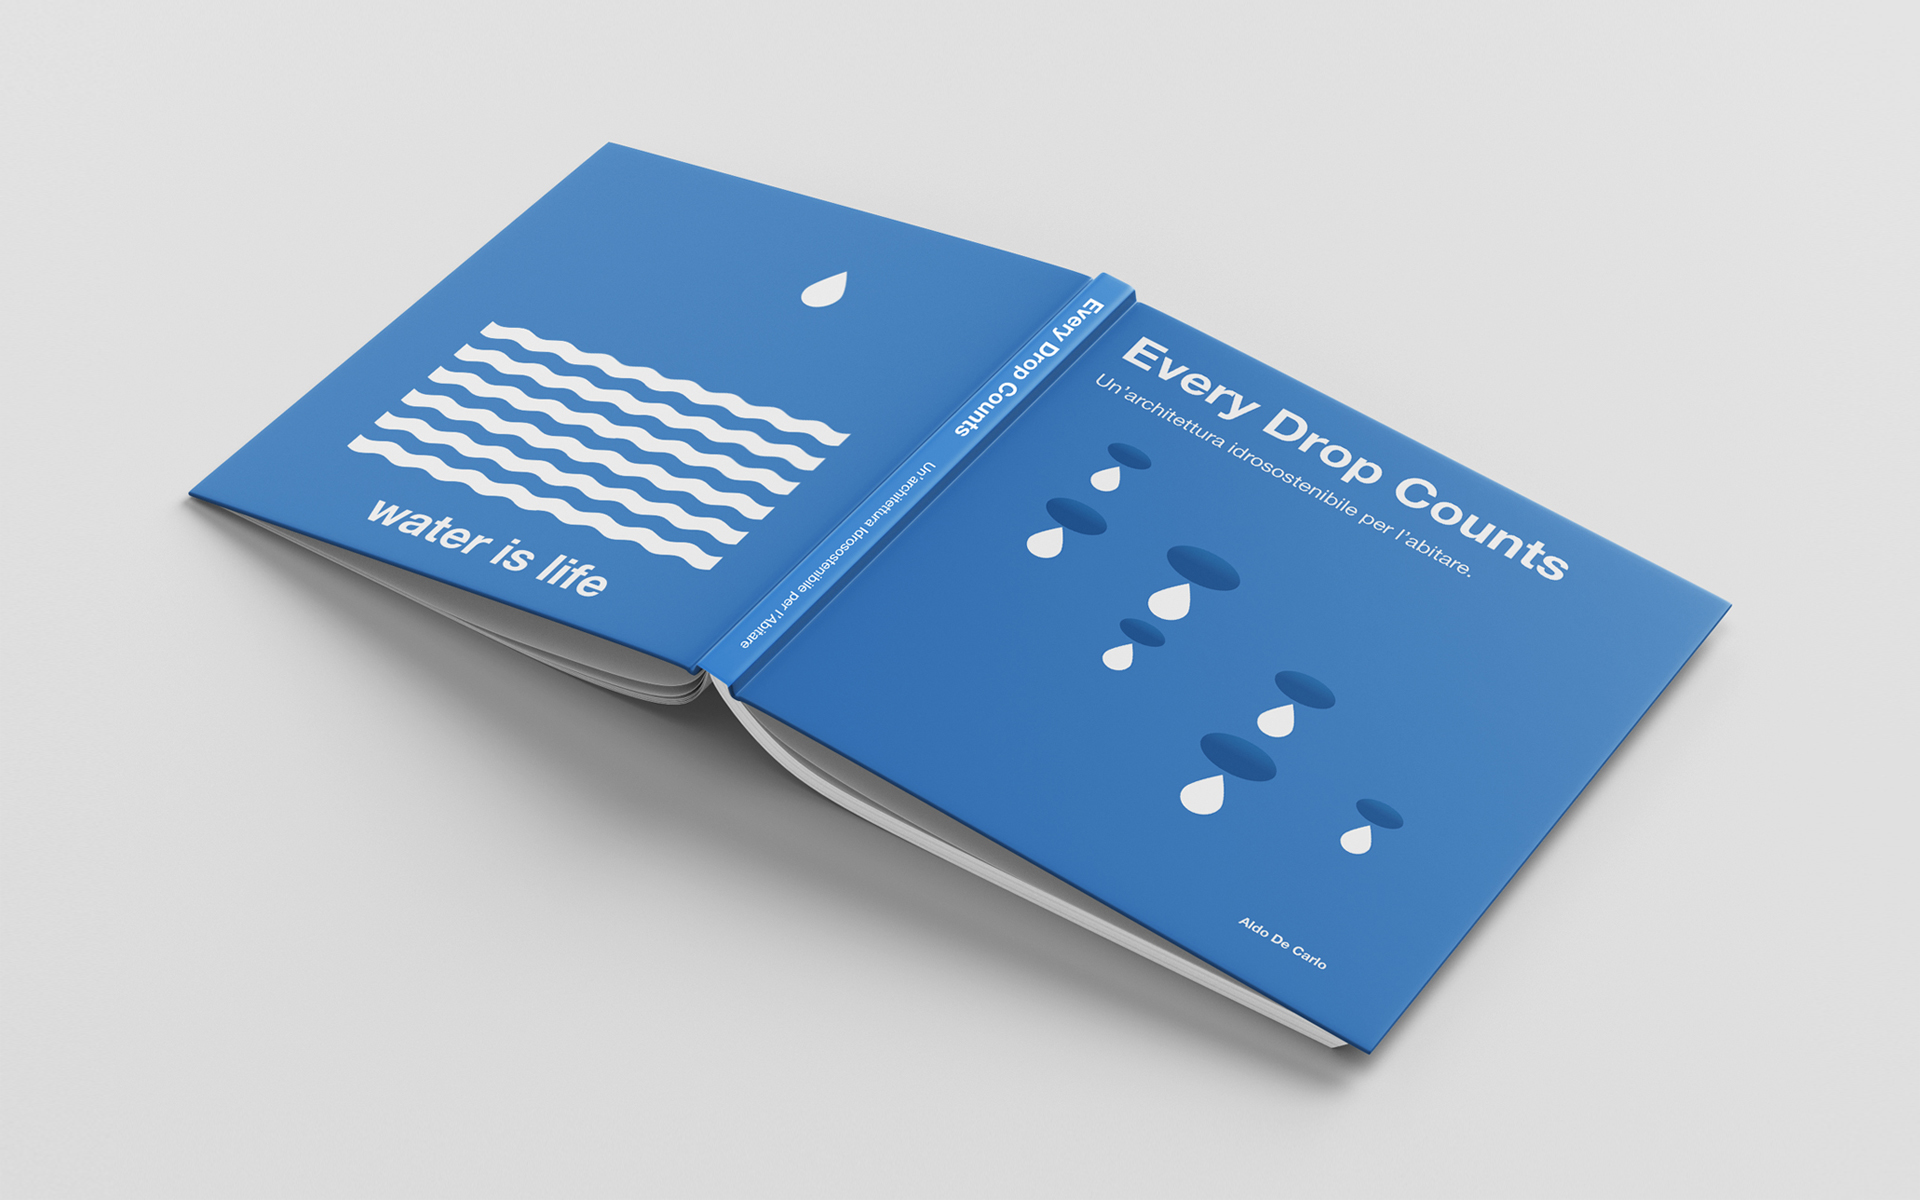 Every Drop Counts
Un'architettura idrosostenibile per l'abitare.
Aldo De Carlo
Every Drop Counts
Un'architettura Idrosostenibile per l'Abitare
water is life